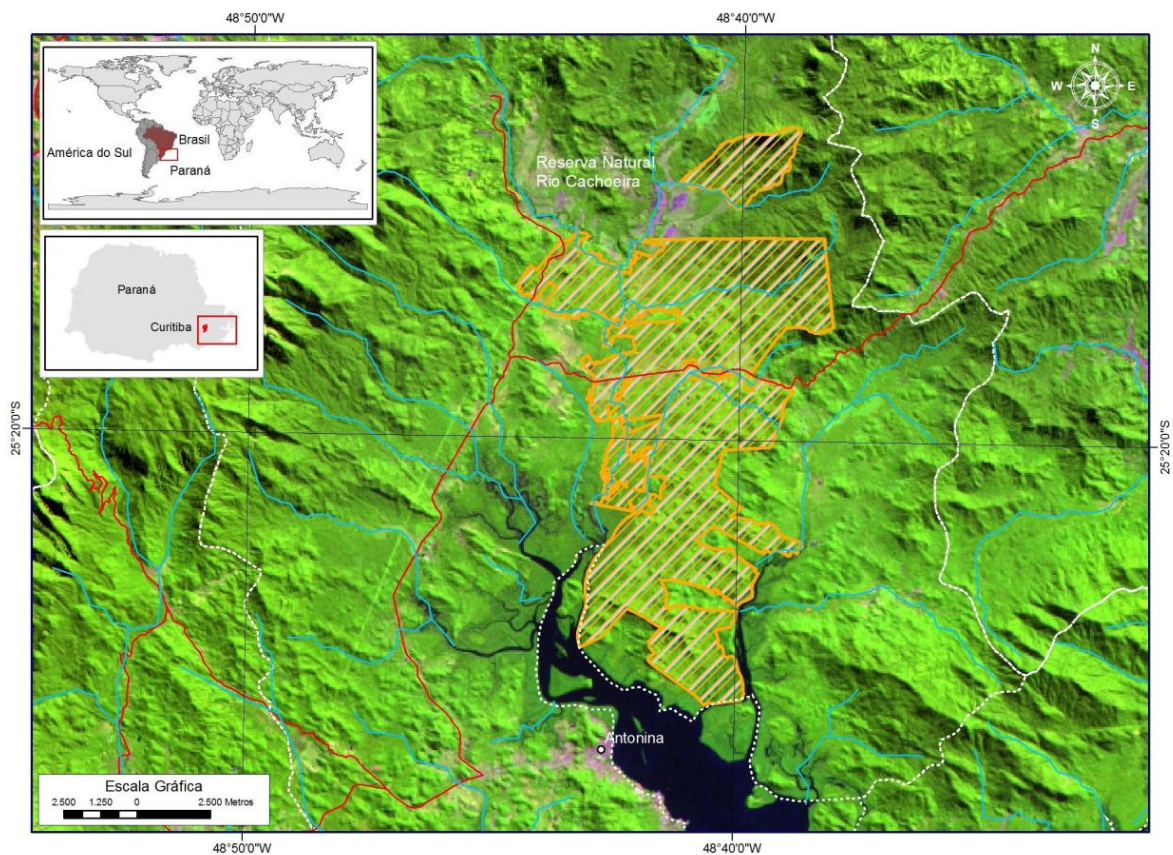 48°50'0"W
48°40'0"W
Brasil
América do Sul
Paraná
Reserva Natural
Rio Cachoeira
N
W
E
S
Paraná
Curitiba
25°20'0"S
25°20'0"S
Antonina
Escala Gráfica
2.500 1.250 0 2.500 Metros
48°50'0"W
48°40'0"W